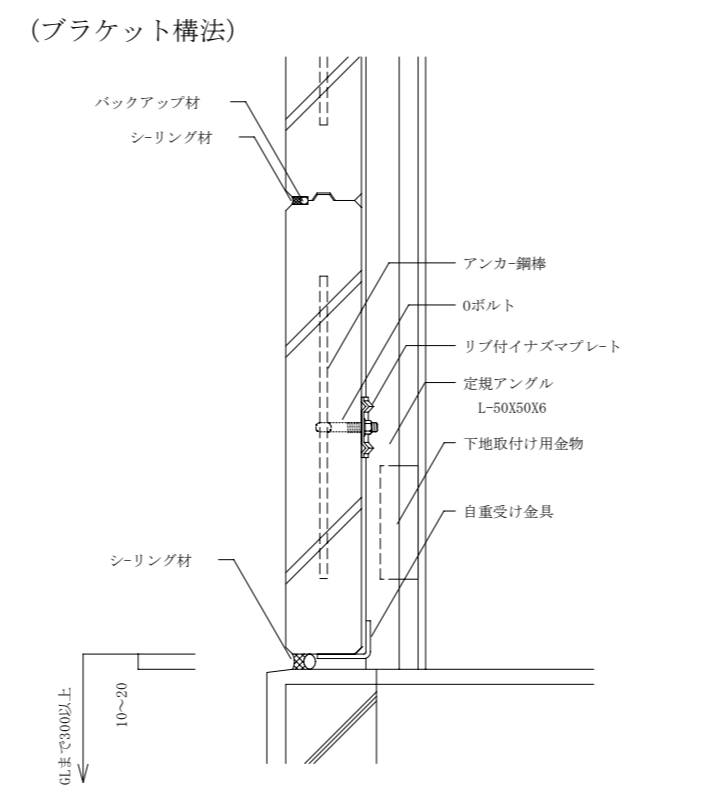 (ブラケット構法)
バックアップ材
シーリング材
アンカー鋼棒
Oボルト
リブ付イナズマプレート
定規アングル
L-50X50X6
下地取付け用金物
自重受け金具
シーリング材
GLまで300以上
10～20